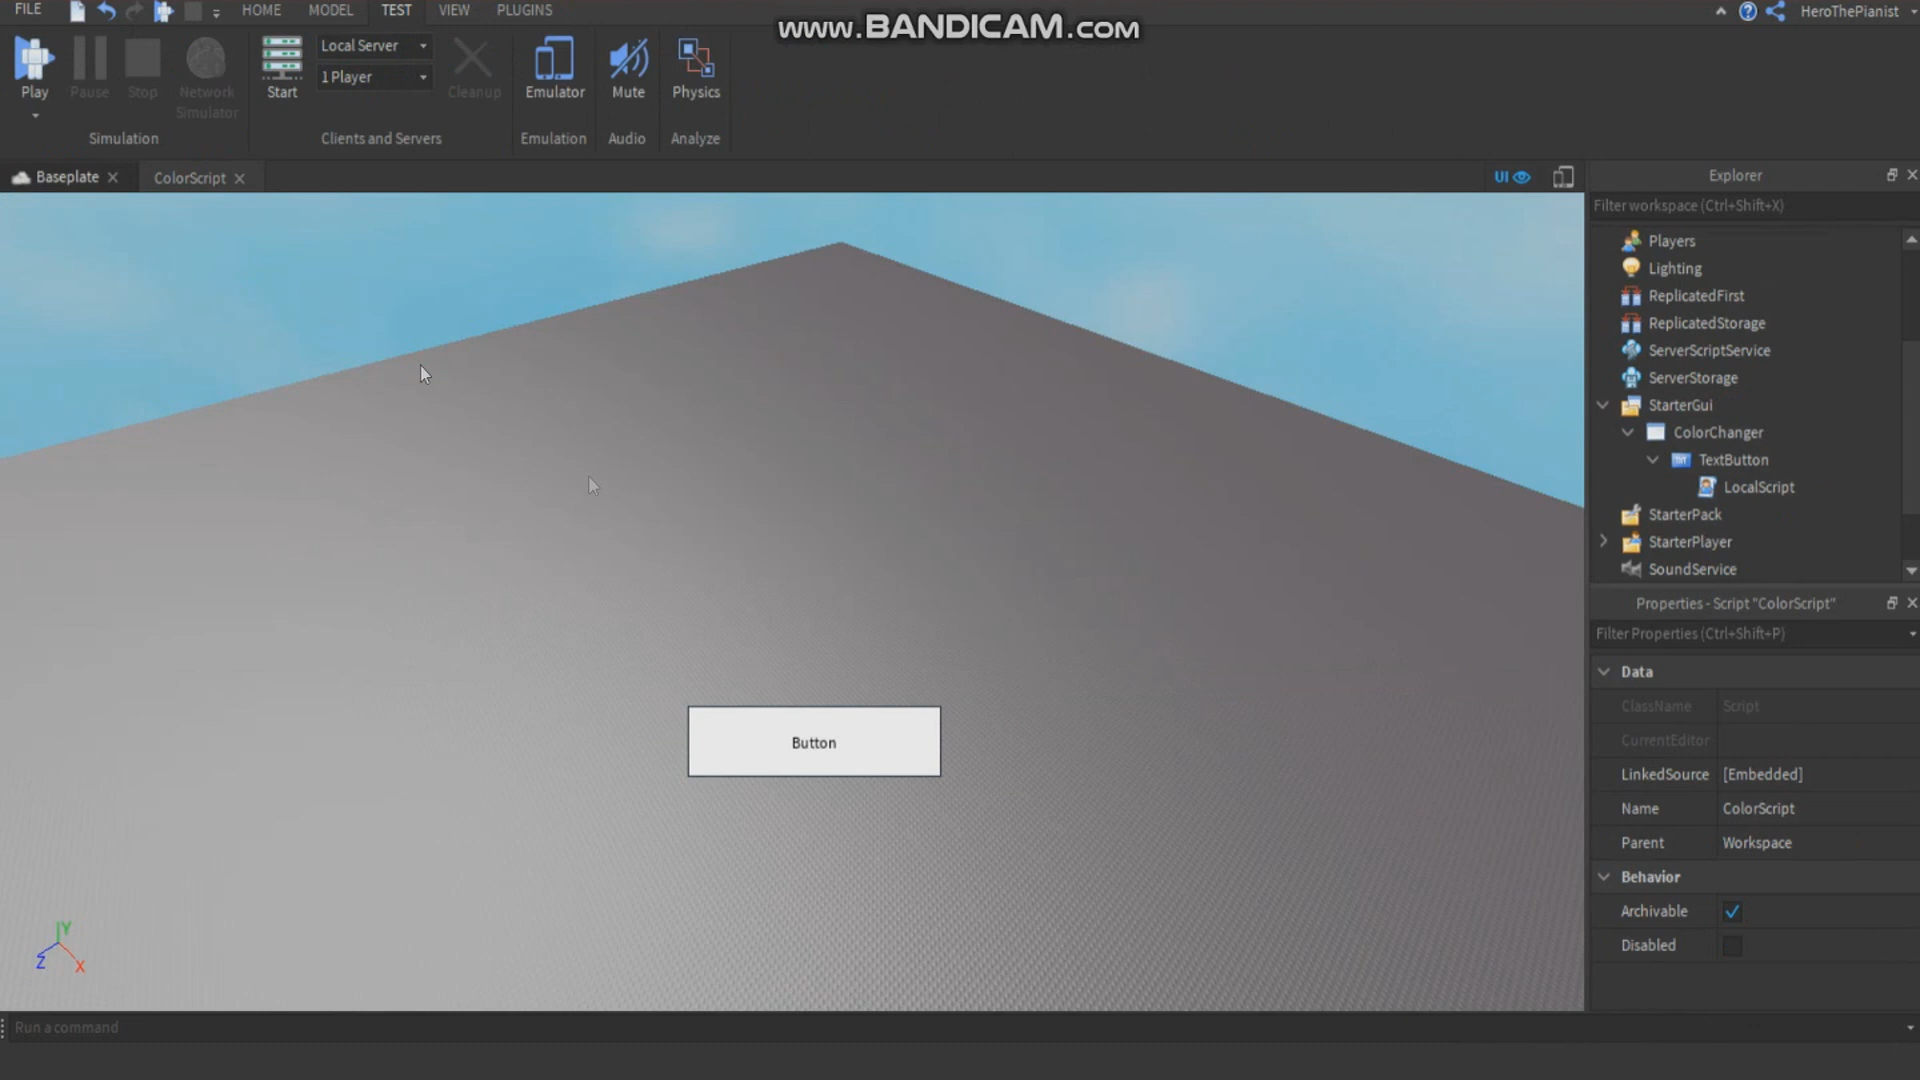 FILE HOME MODEL TEST VIEW PLUGINS
www.BANDICAM.com
HeroThePianist
Play
Pause
Stop
Network
Simulator
Simulation
Start
Local Server
1 Player
Cleanup
Clients and Servers
Emulator
Emulation
Mute
Audio
Physics
Analyze
Baseplate
ColorScript
UI
Explorer
Filter workspace (Ctrl+Shift+X)
Players
Lighting
ReplicatedFirst
ReplicatedStorage
ServerScriptService
ServerStorage
StarterGui
ColorChanger
TextButton
LocalScript
StarterPack
StarterPlayer
SoundService
Properties - Script "ColorScript"
Filter Properties (Ctrl+Shift+P)
Data
ClassName Script
CurrentEditor
LinkedSource [Embedded]
Name ColorScript
Parent Workspace
Behavior
Archivable
Disabled
Button
Y
Z
X
Run a command